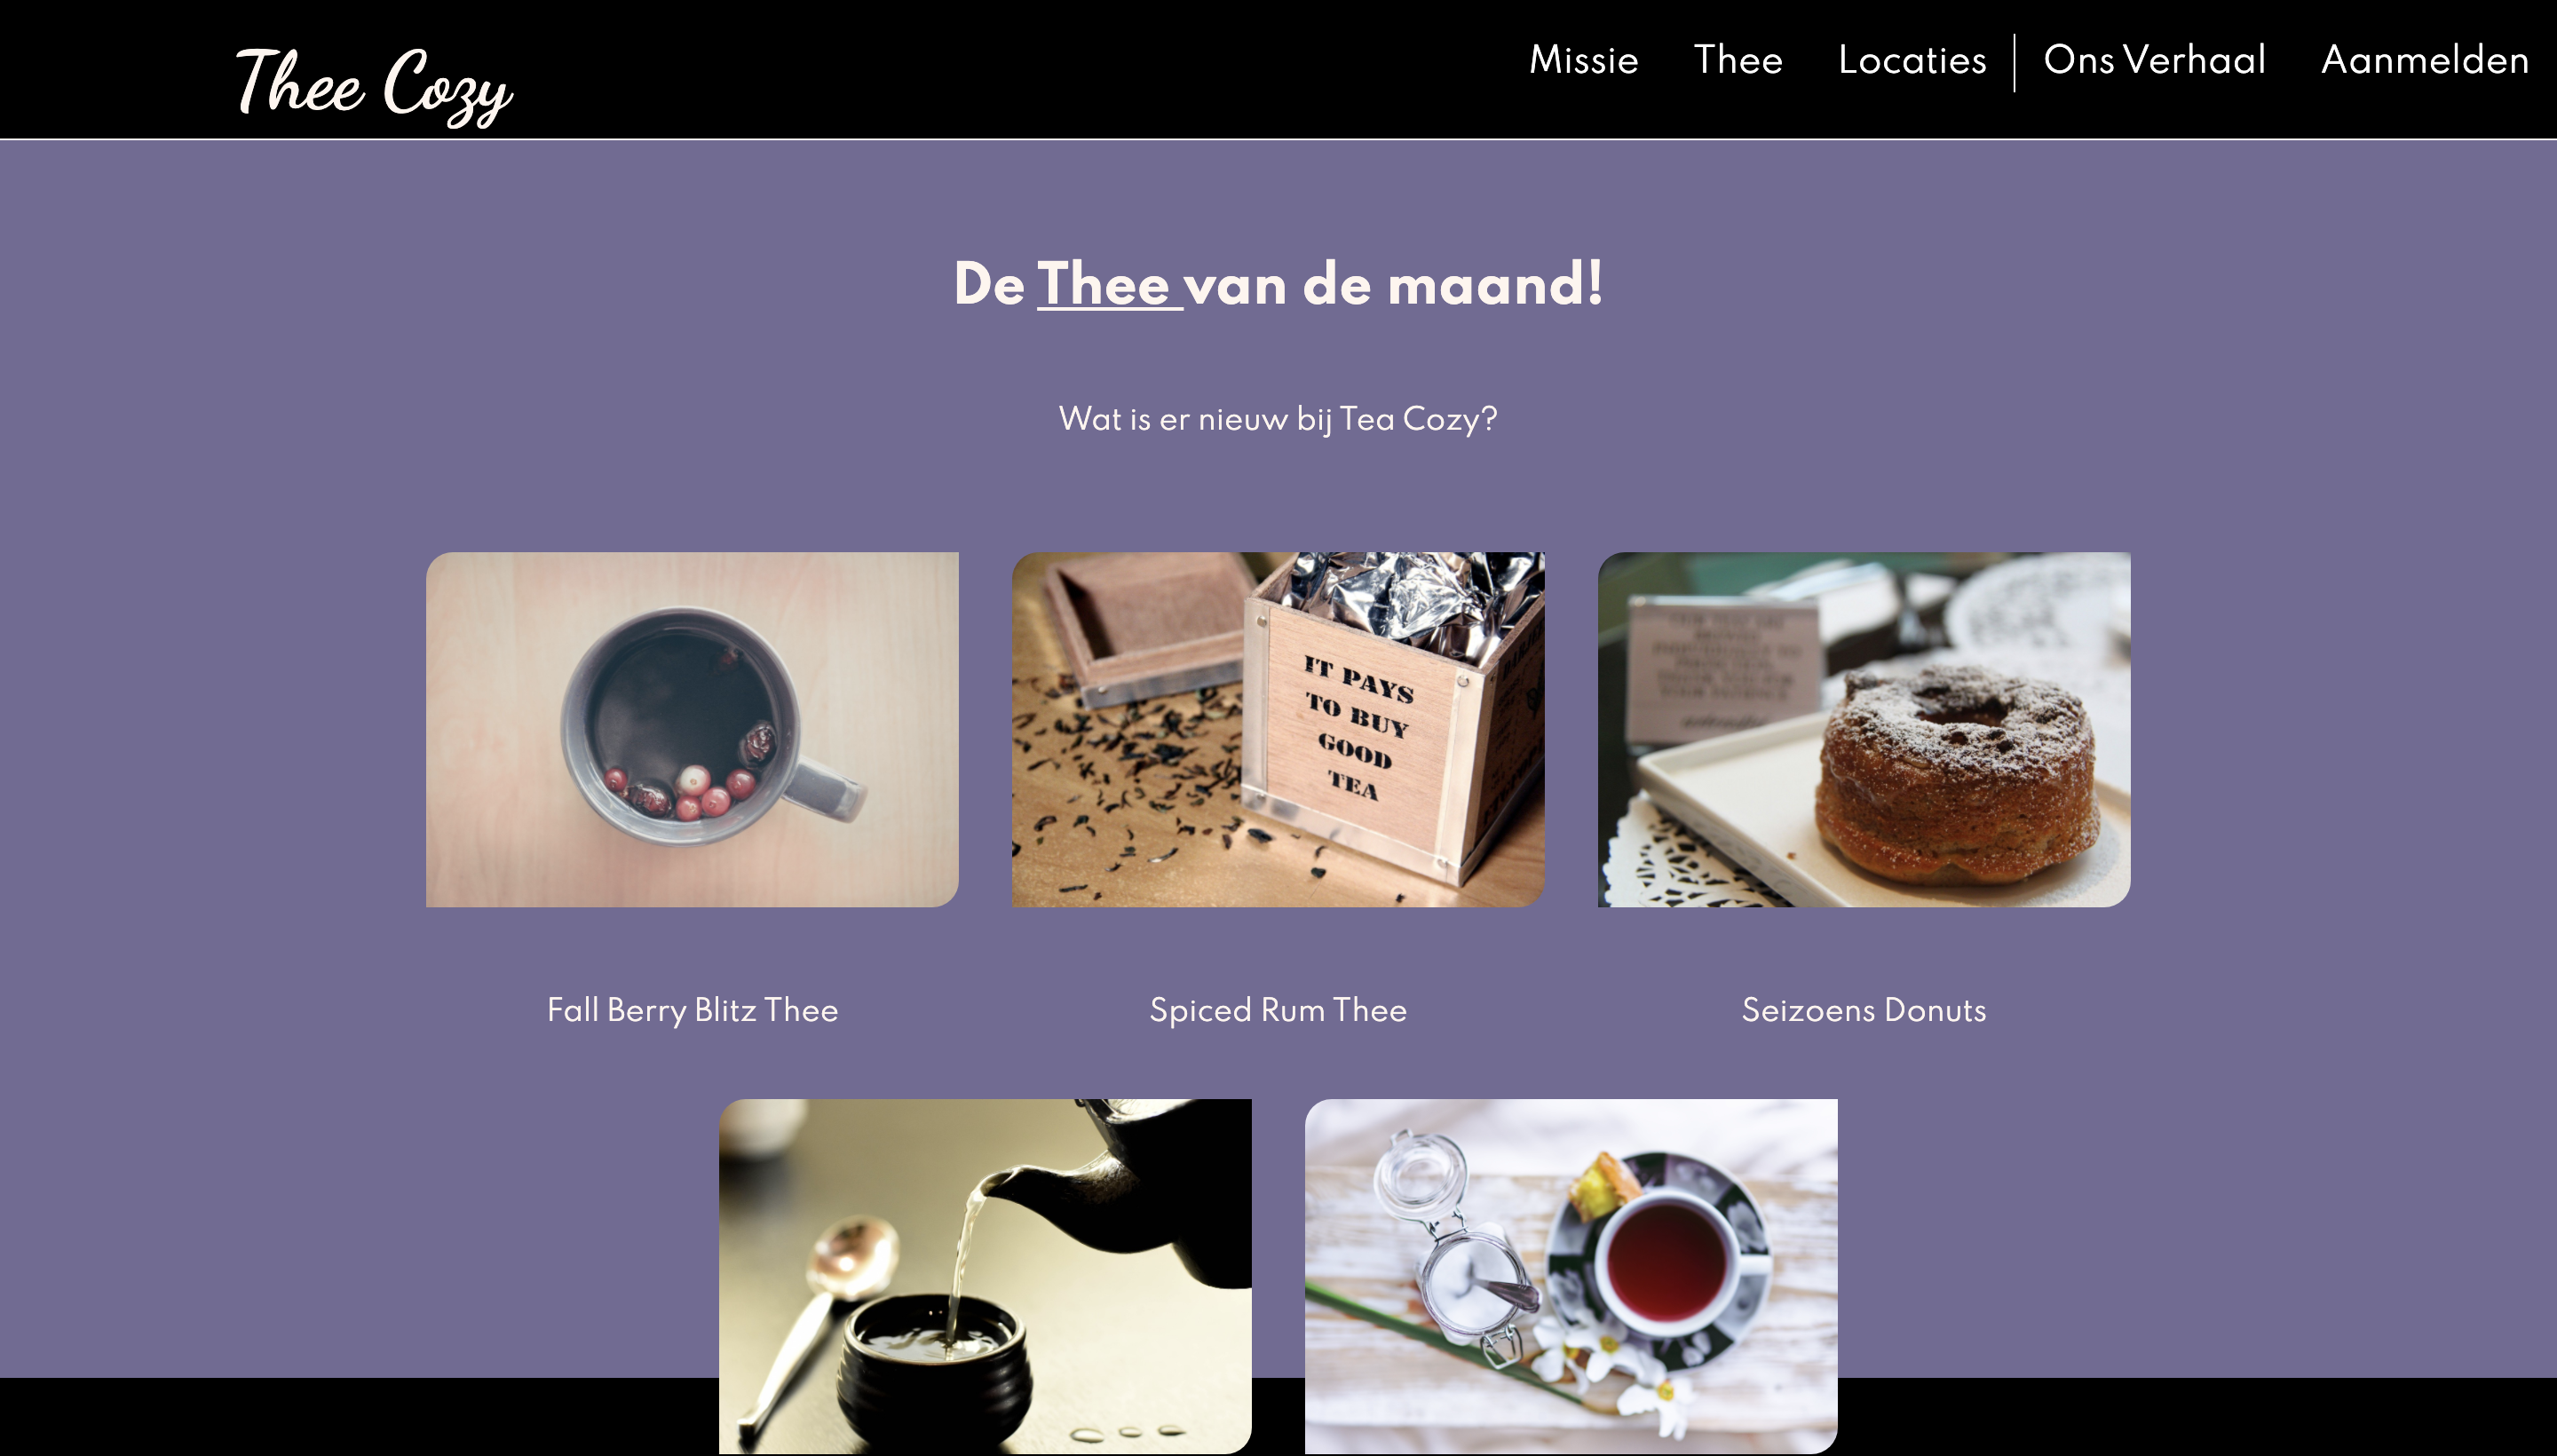 Thee Cozy
Missie Thee Locaties Ons Verhaal Aanmelden
De Thee van de maand!
Wat is er nieuw bij Tea Cozy?
IT PAYS
TO BUY
GOOD
TEA
Fall Berry Blitz Thee
Spiced Rum Thee
Seizoens Donuts